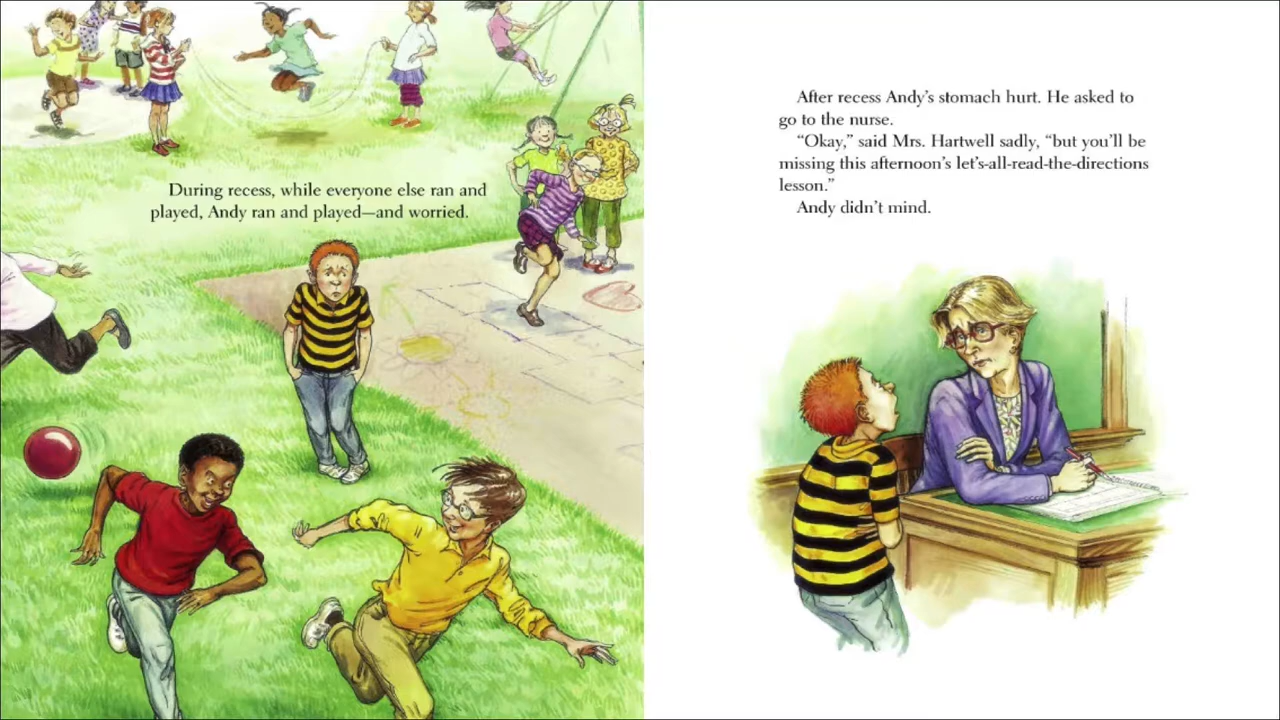 During recess, while everyone else ran and
played, Andy ran and played—and worried.
After recess Andy’s stomach hurt. He asked to
go to the nurse.
“Okay,” said Mrs. Hartwell sadly, “but you’ll be
missing this afternoon’s let’s-all-read-the-directions
lesson.”
Andy didn’t mind.